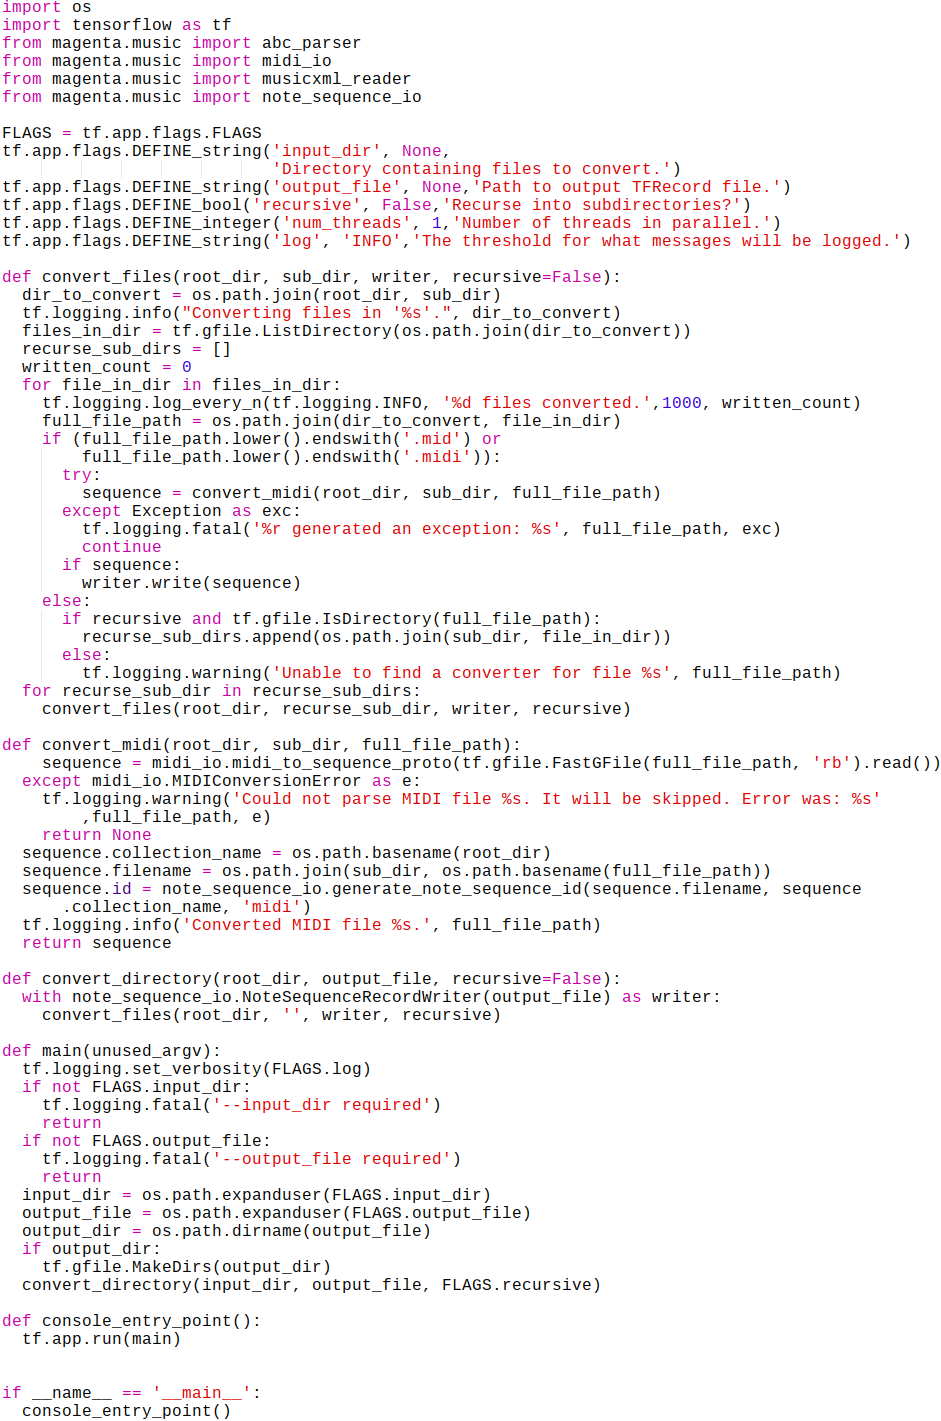 import os
import tensorflow as tf
from magenta.music import abc_parser
from magenta.music import midi_io
from magenta.music import musicxml_reader
from magenta.music import note_sequence_io

FLAGS = tf.app.flags.FLAGS
tf.app.flags.DEFINE_string('input_dir', None,
                           'Directory containing files to convert.')
tf.app.flags.DEFINE_string('output_file', None,'Path to output TFRecord file.')
tf.app.flags.DEFINE_bool('recursive', False,'Recurse into subdirectories?')
tf.app.flags.DEFINE_integer('num_threads', 1,'Number of threads in parallel.')
tf.app.flags.DEFINE_string('log', 'INFO','The threshold for what messages will be logged.')

def convert_files(root_dir, sub_dir, writer, recursive=False):
  dir_to_convert = os.path.join(root_dir, sub_dir)
  tf.logging.info("Converting files in '%s'.", dir_to_convert)
  files_in_dir = tf.gfile.ListDirectory(os.path.join(dir_to_convert))
  recurse_sub_dirs = []
  written_count = 0
  for file_in_dir in files_in_dir:
    tf.logging.log_every_n(tf.logging.INFO, '%d files converted.',1000, written_count)
    full_file_path = os.path.join(dir_to_convert, file_in_dir)
    if (full_file_path.lower().endswith('.mid') or
        full_file_path.lower().endswith('.midi')):
      try:
        sequence = convert_midi(root_dir, sub_dir, full_file_path)
      except Exception as exc:
        tf.logging.fatal('%r generated an exception: %s', full_file_path, exc)
        continue
      if sequence:
        writer.write(sequence)
    else:
      if recursive and tf.gfile.IsDirectory(full_file_path):
        recurse_sub_dirs.append(os.path.join(sub_dir, file_in_dir))
      else:
        tf.logging.warning('Unable to find a converter for file %s', full_file_path)
  for recurse_sub_dir in recurse_sub_dirs:
    convert_files(root_dir, recurse_sub_dir, writer, recursive)

def convert_midi(root_dir, sub_dir, full_file_path):
    sequence = midi_io.midi_to_sequence_proto(tf.gfile.FastGFile(full_file_path, 'rb').read())
  except midi_io.MIDIConversionError as e:
    tf.logging.warning('Could not parse MIDI file %s. It will be skipped. Error was: %s'
        ,full_file_path, e)
    return None
  sequence.collection_name = os.path.basename(root_dir)
  sequence.filename = os.path.join(sub_dir, os.path.basename(full_file_path))
  sequence.id = note_sequence_io.generate_note_sequence_id(sequence.filename, sequence
      .collection_name, 'midi')
  tf.logging.info('Converted MIDI file %s.', full_file_path)
  return sequence

def convert_directory(root_dir, output_file, recursive=False):
  with note_sequence_io.NoteSequenceRecordWriter(output_file) as writer:
    convert_files(root_dir, '', writer, recursive)

def main(unused_argv):
  tf.logging.set_verbosity(FLAGS.log)
  if not FLAGS.input_dir:
    tf.logging.fatal('--input_dir required')
    return
  if not FLAGS.output_file:
    tf.logging.fatal('--output_file required')
    return
  input_dir = os.path.expanduser(FLAGS.input_dir)
  output_file = os.path.expanduser(FLAGS.output_file)
  output_dir = os.path.dirname(output_file)
  if output_dir:
    tf.gfile.MakeDirs(output_dir)
  convert_directory(input_dir, output_file, FLAGS.recursive)

def console_entry_point():
  tf.app.run(main)


if __name__ == '__main__':
  console_entry_point()